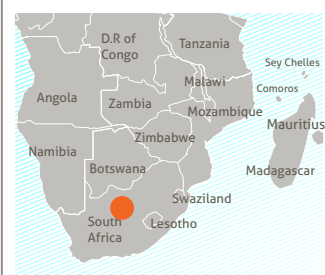 D.R of
Congo
Tanzania
Sey Chelles
Malawi
Comoros
Angola
Zambia
Mozambique
Mauritius
Zimbabwe
Namibia
Botswana
Madagascar
Swaziland
South
Africa
Lesotho